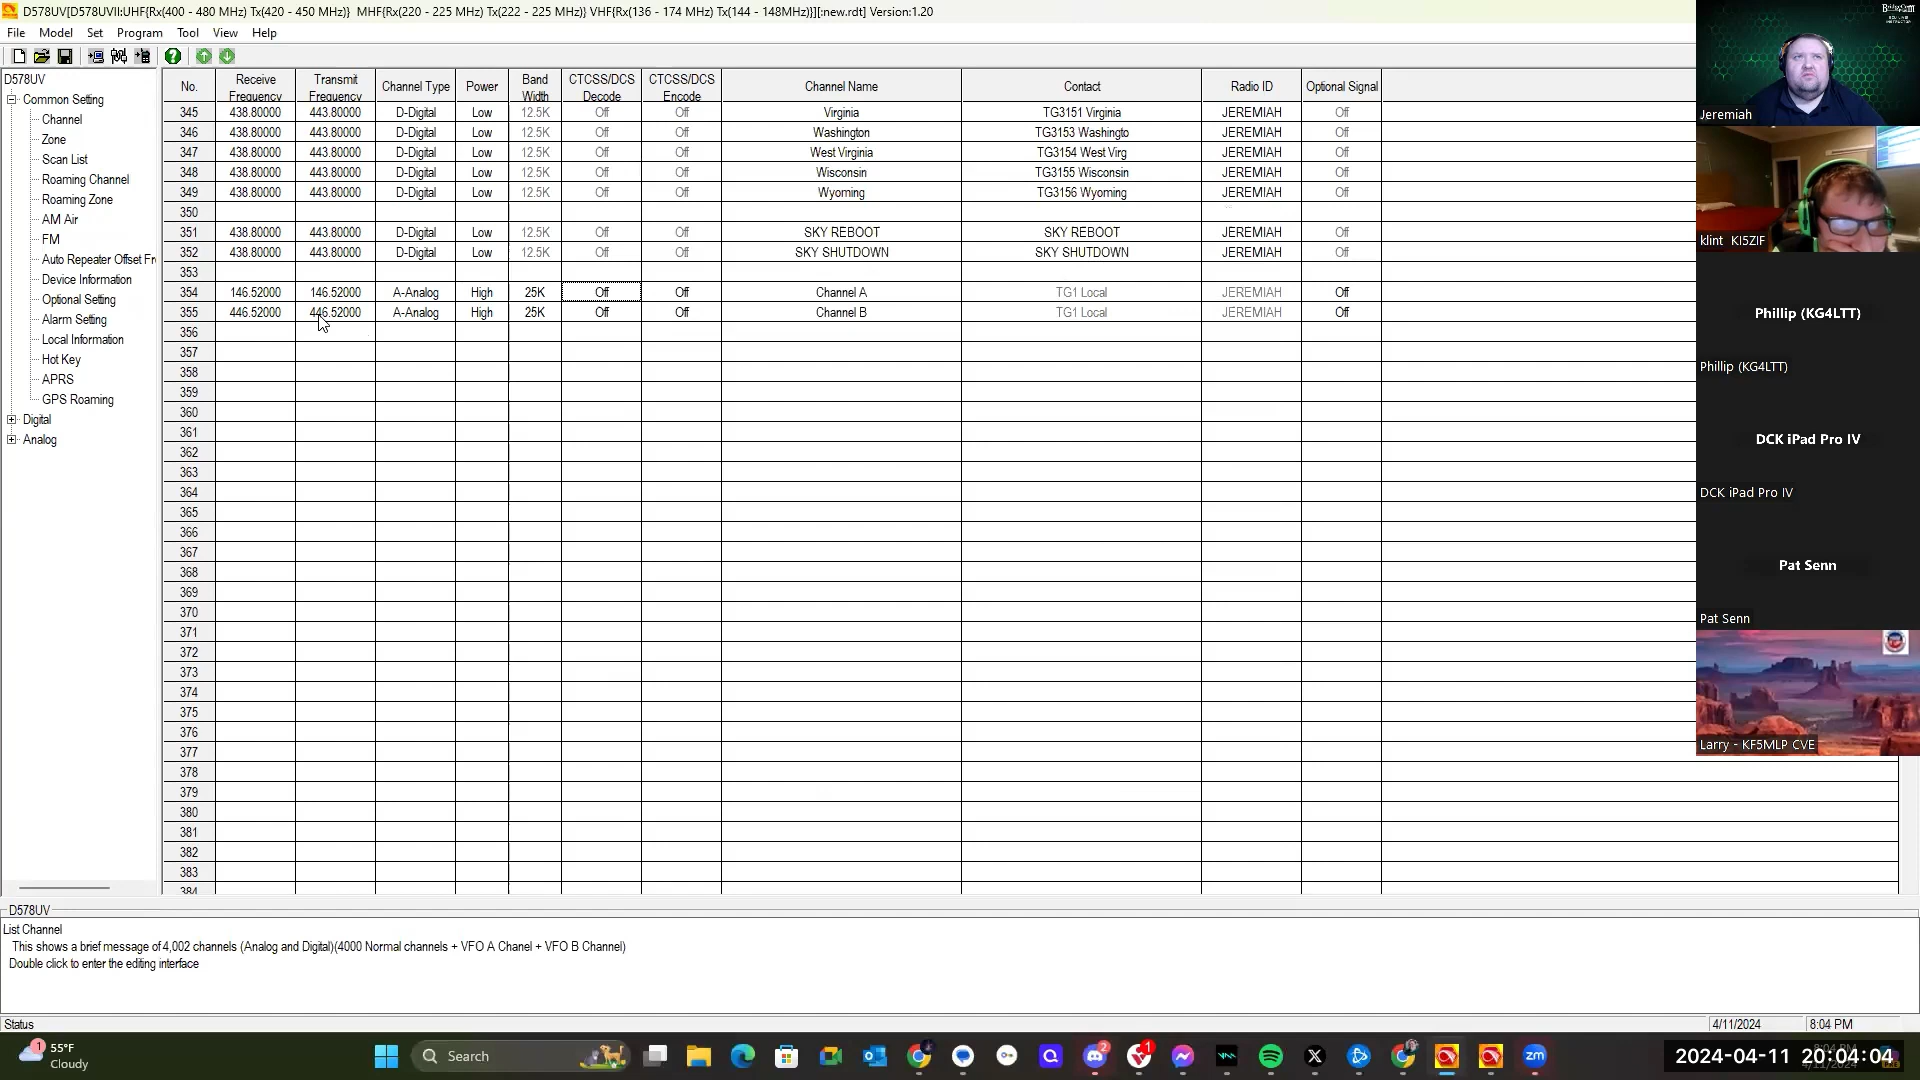 D578UV[D578UVII:UHF{Rx(400 - 480 MHz) Tx(420 - 450 MHz)} MHF{Rx(220 - 225 MHz) Tx(222 - 225 MHz)} VHF{Rx(136 - 174 MHz) Tx(144 - 148MHz)}][:new.rdt] Version:1.20
File Model Set Program Tool View Help
D578UV
Common Setting
Channel
Zone
Scan List
Roaming Channel
Roaming Zone
AM Air
FM
Auto Repeater Offset Fr
Device Information
Optional Setting
Alarm Setting
Local Information
Hot Key
APRS
GPS Roaming
Digital
Analog
No. Receive Frequency Transmit Frequency Channel Type Power Band Width CTCSS/DCS Decode CTCSS/DCS Encode Channel Name Contact Radio ID Optional Signal
345 438.80000 443.80000 D-Digital Low 12.5K Off Off Virginia TG3151 Virginia JEREMIAH Off
346 438.80000 443.80000 D-Digital Low 12.5K Off Off Washington TG3153 Washingto JEREMIAH Off
347 438.80000 443.80000 D-Digital Low 12.5K Off Off West Virginia TG3154 West Virg JEREMIAH Off
348 438.80000 443.80000 D-Digital Low 12.5K Off Off Wisconsin TG3155 Wisconsin JEREMIAH Off
349 438.80000 443.80000 D-Digital Low 12.5K Off Off Wyoming TG3156 Wyoming JEREMIAH Off
350
351 438.80000 443.80000 D-Digital Low 12.5K Off Off SKY REBOOT SKY REBOOT JEREMIAH Off
352 438.80000 443.80000 D-Digital Low 12.5K Off Off SKY SHUTDOWN SKY SHUTDOWN JEREMIAH Off
353
354 146.52000 146.52000 A-Analog High 25K Off Off Channel A TG1 Local JEREMIAH Off
355 446.52000 446.52000 A-Analog High 25K Off Off Channel B TG1 Local JEREMIAH Off
356
357
358
359
360
361
362
363
364
365
366
367
368
369
370
371
372
373
374
375
376
377
378
379
380
381
382
383
384
D578UV
List Channel
This shows a brief message of 4,002 channels (Analog and Digital)(4000 Normal channels + VFO A Chanel + VFO B Channel)
Double click to enter the editing interface
Status 4/11/2024 8:04 PM
BridgeCom
Jeremiah
klint KI5ZIF
Phillip (KG4LTT)
Phillip (KG4LTT)
DCK iPad Pro IV
DCK iPad Pro IV
Pat Senn
Pat Senn
Larry - KF5MLP CVE
1
55°F
Cloudy
Search
2
1
zm
2024-04-11 20:04:04